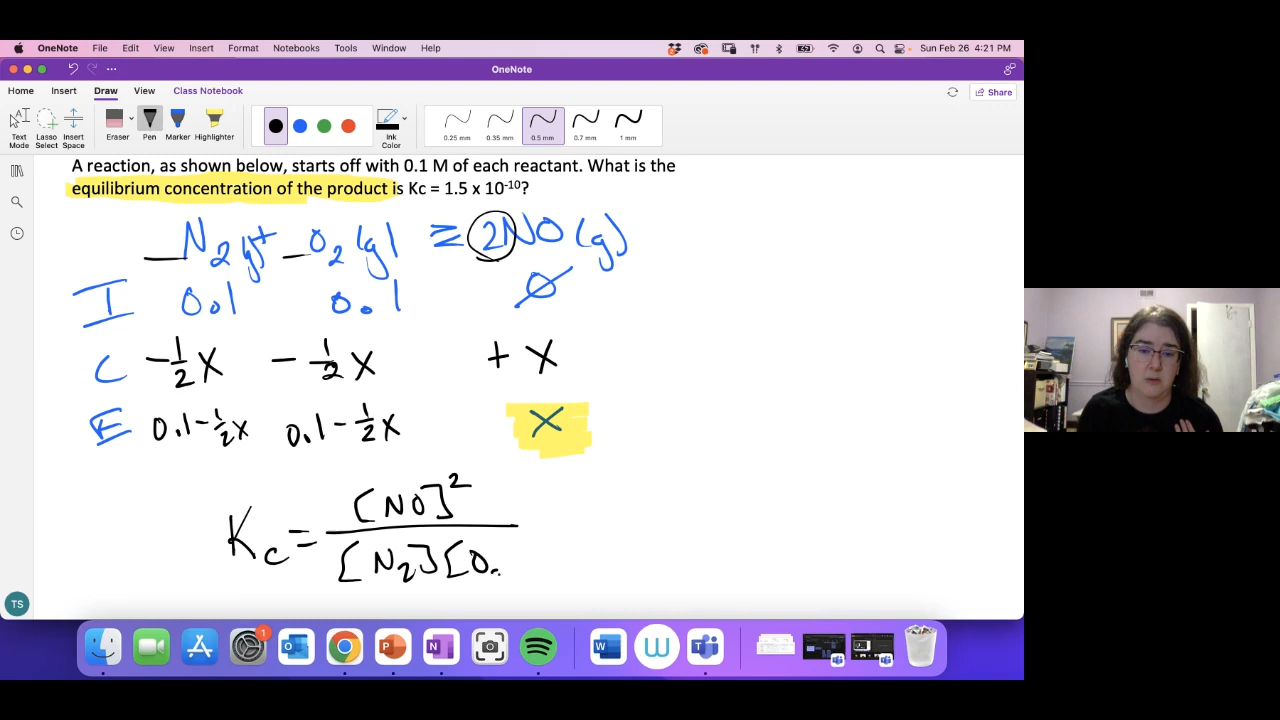 OneNote File Edit View Insert Format Notebooks Tools Window Help Sun Feb 26 4:21 PM
OneNote
Home Insert Draw View Class Notebook Share
Text Mode Lasso Select Insert Space Eraser Pen Marker Highlighter Ink Color 0.25 mm 0.35 mm 0.5 mm 0.7 mm 1 mm
A reaction, as shown below, starts off with 0.1 M of each reactant. What is the
equilibrium concentration of the product is Kc = 1.5 x 10⁻¹⁰?
_N₂(g)+ _O₂(g) ⇌ 2NO(g)
I 0.1 0.1 ∅
C -½X -½X +X
E 0.1-½X 0.1-½X X
Kc = [NO]²
[N₂][O
TS
1